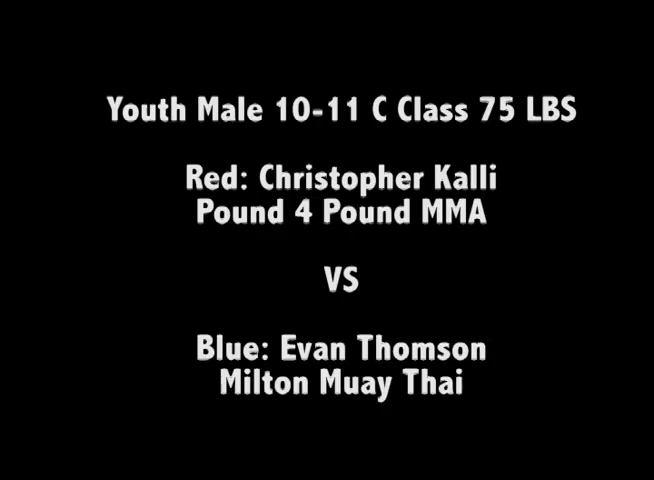 Youth Male 10-11 C Class 75 LBS
Red: Christopher Kalli
Pound 4 Pound MMA
VS
Blue: Evan Thomson
Milton Muay Thai